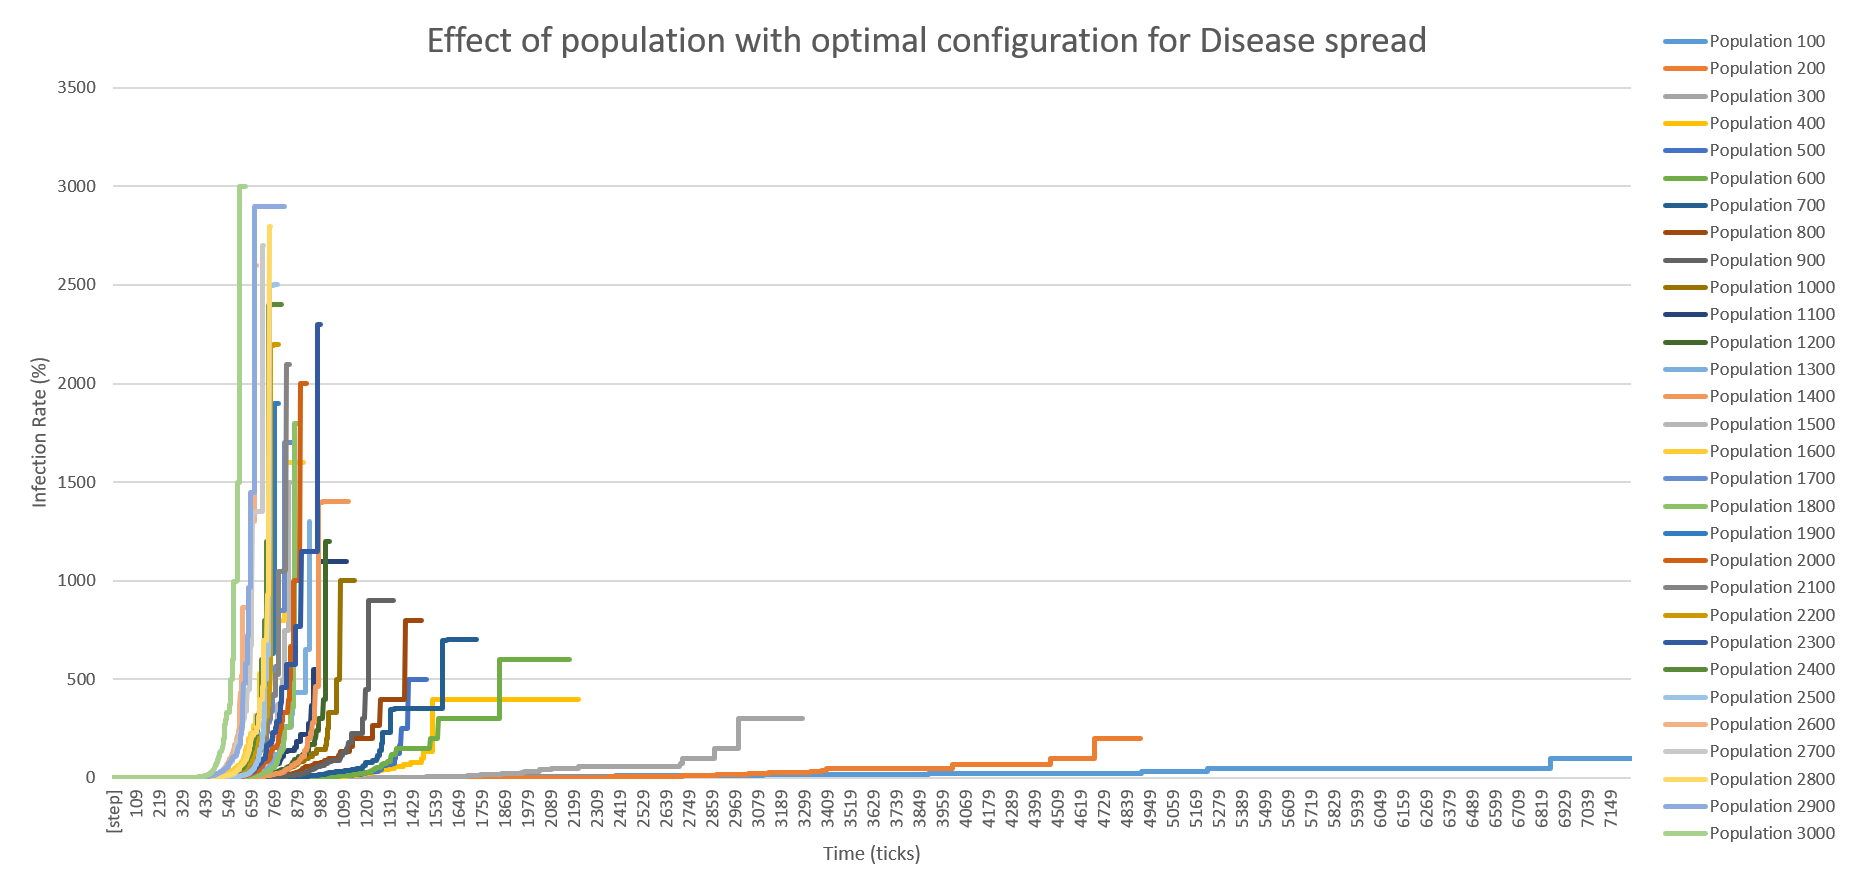 Effect of population with optimal configuration for Disease spread
Infection Rate (%)
3500
3000
2500
2000
1500
1000
500
0
[step]
109
219
329
439
549
659
769
879
989
1099
1209
1319
1429
1539
1649
1759
1869
1979
2089
2199
2309
2419
2529
2639
2749
2859
2969
3079
3189
3299
3409
3519
3629
3739
3849
3959
4069
4179
4289
4399
4509
4619
4729
4839
4949
5059
5169
5279
5389
5499
5609
5719
5829
5939
6049
6159
6269
6379
6489
6599
6709
6819
6929
7039
7149
Time (ticks)
Population 100
Population 200
Population 300
Population 400
Population 500
Population 600
Population 700
Population 800
Population 900
Population 1000
Population 1100
Population 1200
Population 1300
Population 1400
Population 1500
Population 1600
Population 1700
Population 1800
Population 1900
Population 2000
Population 2100
Population 2200
Population 2300
Population 2400
Population 2500
Population 2600
Population 2700
Population 2800
Population 2900
Population 3000